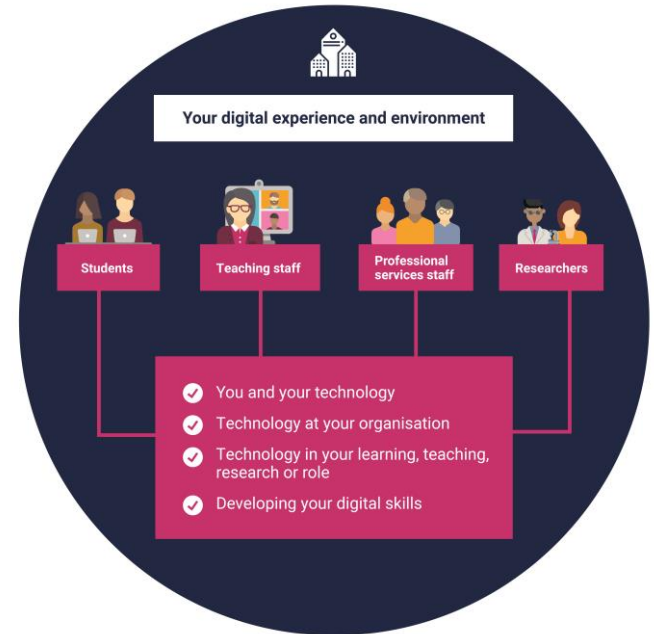 Your digital experience and environment
Students
Teaching staff
Professional
services staff
Researchers
You and your technology
Technology at your organisation
Technology in your learning, teaching,
research or role
Developing your digital skills